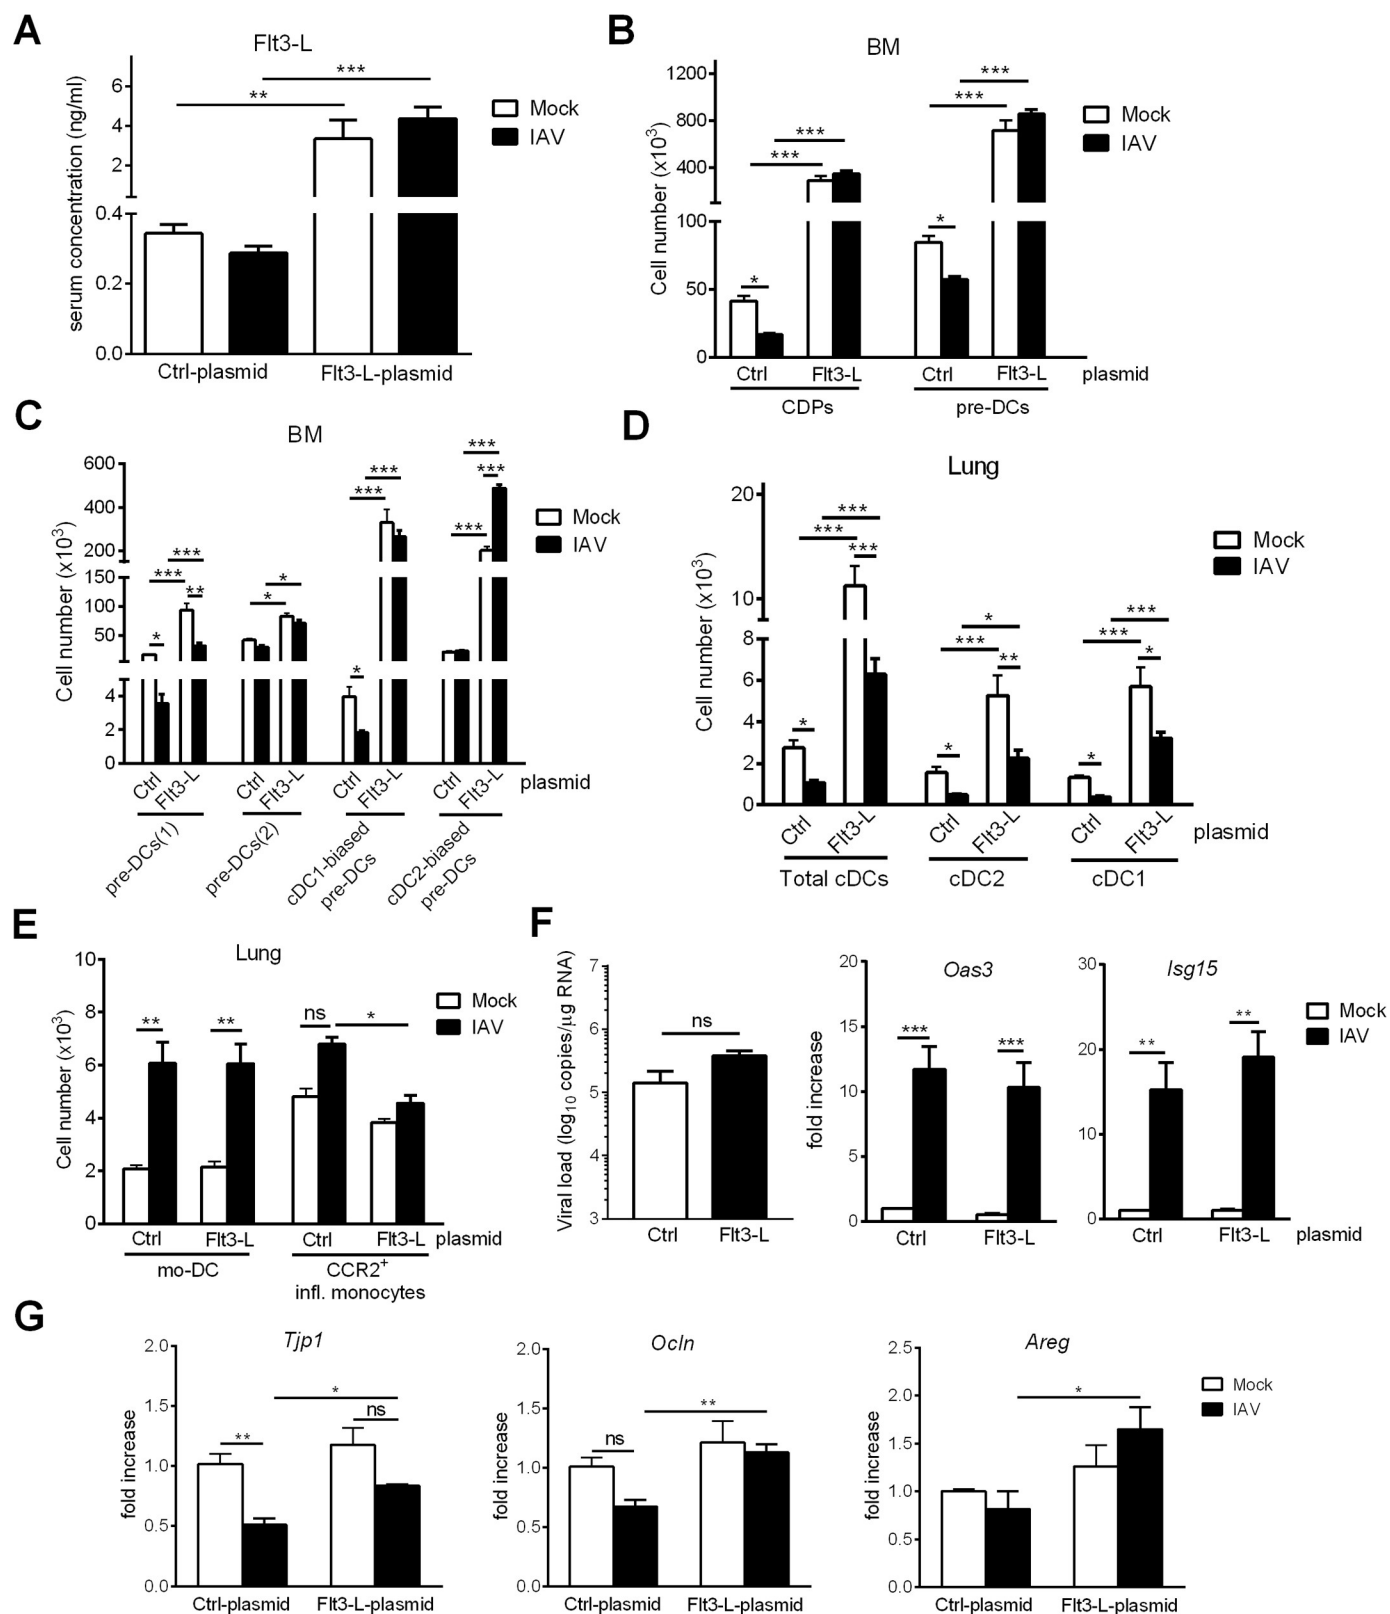 A
Flt3-L
serum concentration (ng/ml)
6
4
2
0.4
0.2
0.0
**
***
Mock
IAV
Ctrl-plasmid
Flt3-L-plasmid
B
BM
Cell number (x10³)
1200
800
400
100
50
0
*
***
***
*
***
***
Mock
IAV
Ctrl
Flt3-L
Ctrl
Flt3-L
plasmid
CDPs
pre-DCs
C
BM
Cell number (x10³)
600
400
200
150
100
50
4
2
0
*
***
***
**
*
*
*
***
***
***
***
***
Mock
IAV
Ctrl
Flt3-L
Ctrl
Flt3-L
Ctrl
Flt3-L
Ctrl
Flt3-L
plasmid
pre-DCs(1)
pre-DCs(2)
cDC1-biased
pre-DCs
cDC2-biased
pre-DCs
D
Lung
Cell number (x10³)
20
10
8
6
4
2
0
*
***
***
***
*
***
*
**
*
***
***
*
Mock
IAV
Ctrl
Flt3-L
Ctrl
Flt3-L
Ctrl
Flt3-L
plasmid
Total cDCs
cDC2
cDC1
E
Lung
Cell number (x10³)
10
8
6
4
2
0
**
**
ns
*
Mock
IAV
Ctrl
Flt3-L
Ctrl
Flt3-L
plasmid
mo-DC
CCR2⁺
infl. monocytes
F
Viral load (log₁₀ copies/µg RNA)
7
6
5
4
3
ns
Ctrl
Flt3-L
Oas3
fold increase
20
15
10
5
0
***
***
Ctrl
Flt3-L
Isg15
30
20
10
0
**
**
Mock
IAV
Ctrl
Flt3-L
plasmid
G
Tjp1
fold increase
2.0
1.5
1.0
0.5
0.0
**
*
ns
Ctrl-plasmid
Flt3-L-plasmid
Ocln
fold increase
2.0
1.5
1.0
0.5
0.0
ns
**
Ctrl-plasmid
Flt3-L-plasmid
Areg
fold increase
2.5
2.0
1.5
1.0
0.5
0.0
*
Mock
IAV
Ctrl-plasmid
Flt3-L-plasmid